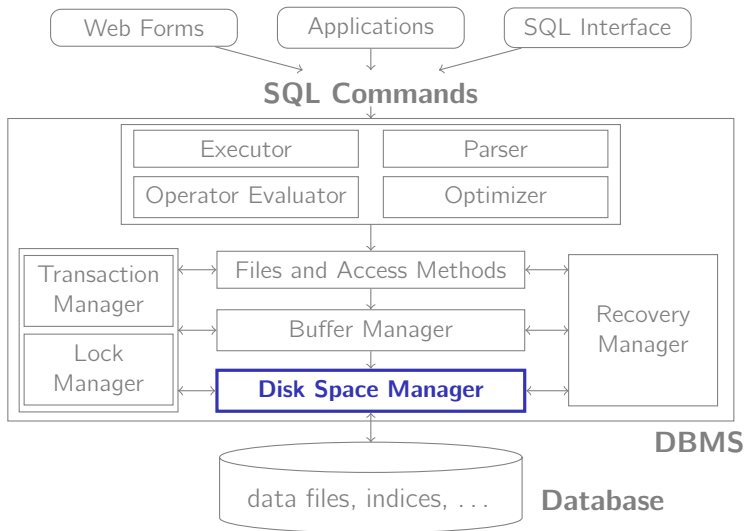 Web Forms
Applications
SQL Interface
SQL Commands
Executor
Parser
Operator Evaluator
Optimizer
Transaction
Manager
Lock
Manager
Files and Access Methods
Buffer Manager
Disk Space Manager
Recovery
Manager
DBMS
data files, indices, . . .
Database